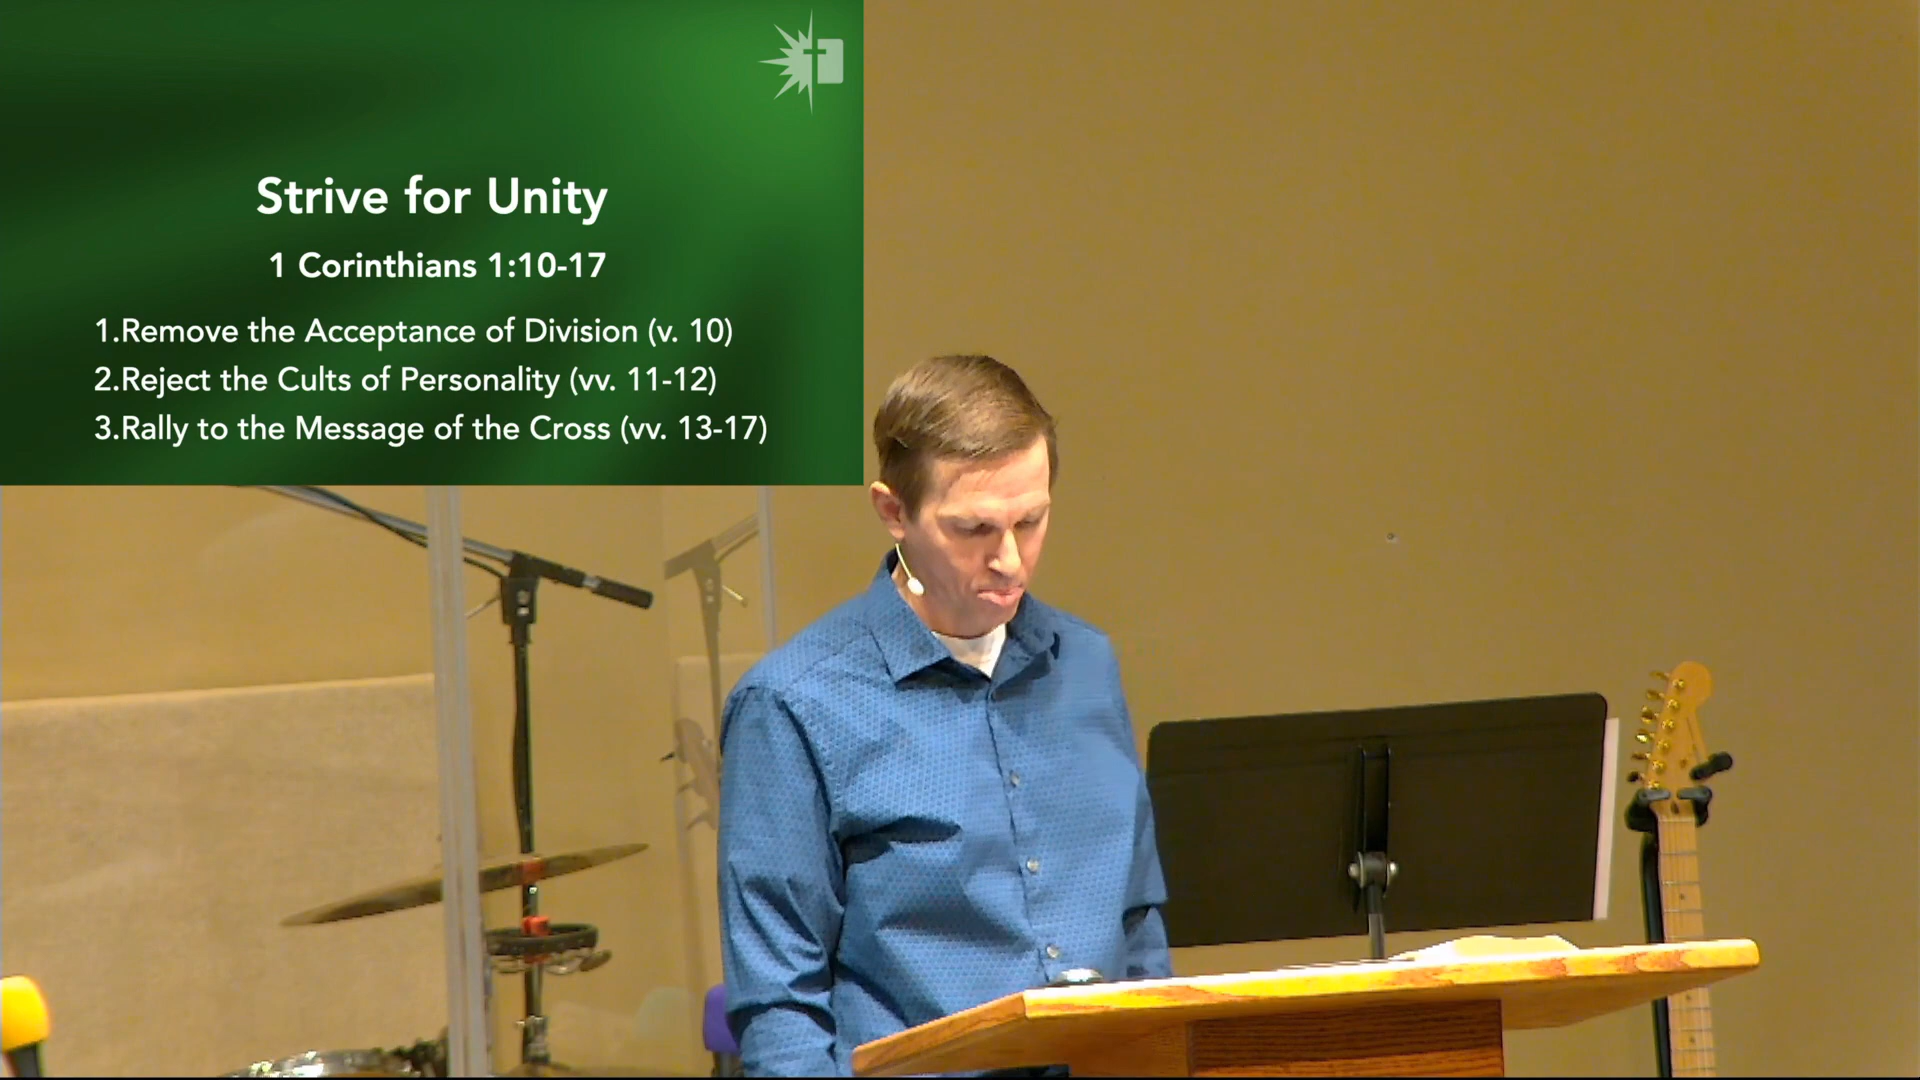 Strive for Unity
1 Corinthians 1:10-17
1.Remove the Acceptance of Division (v. 10)
2.Reject the Cults of Personality (vv. 11-12)
3.Rally to the Message of the Cross (vv. 13-17)